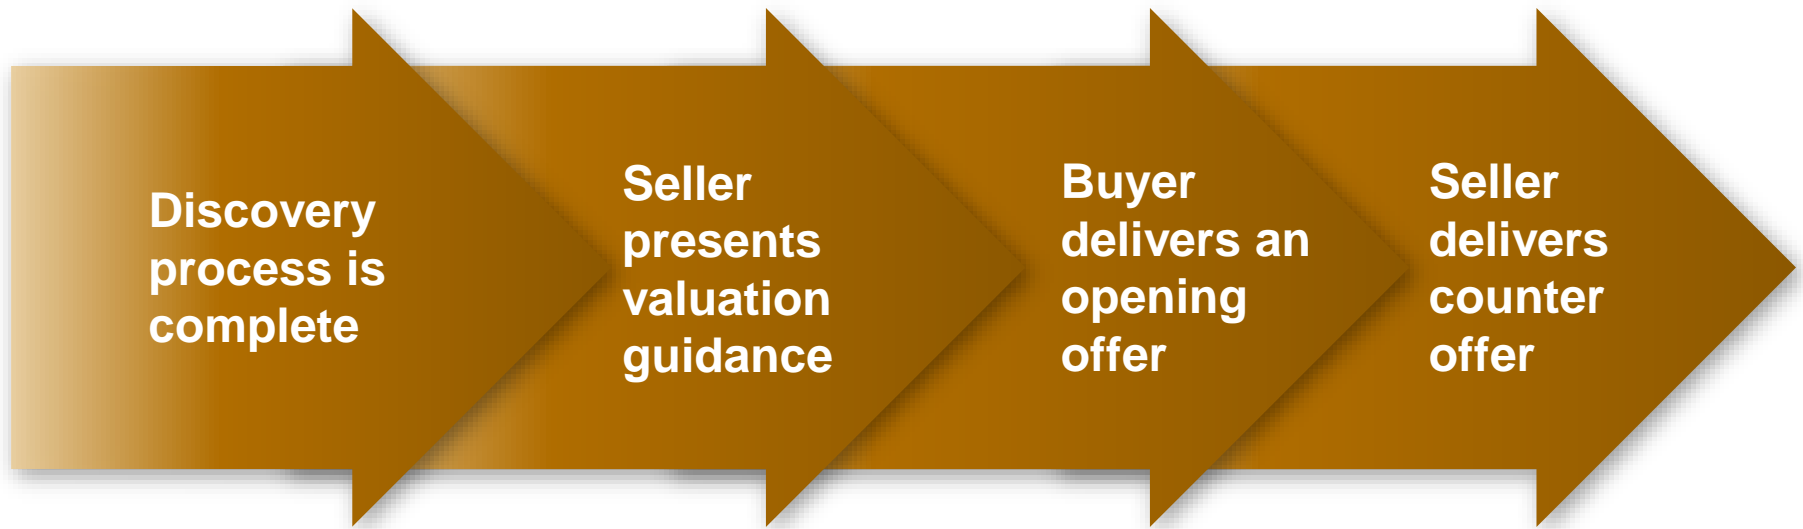 Discovery
process is
complete
Seller
presents
valuation
guidance
Buyer
delivers an
opening
offer
Seller
delivers
counter
offer